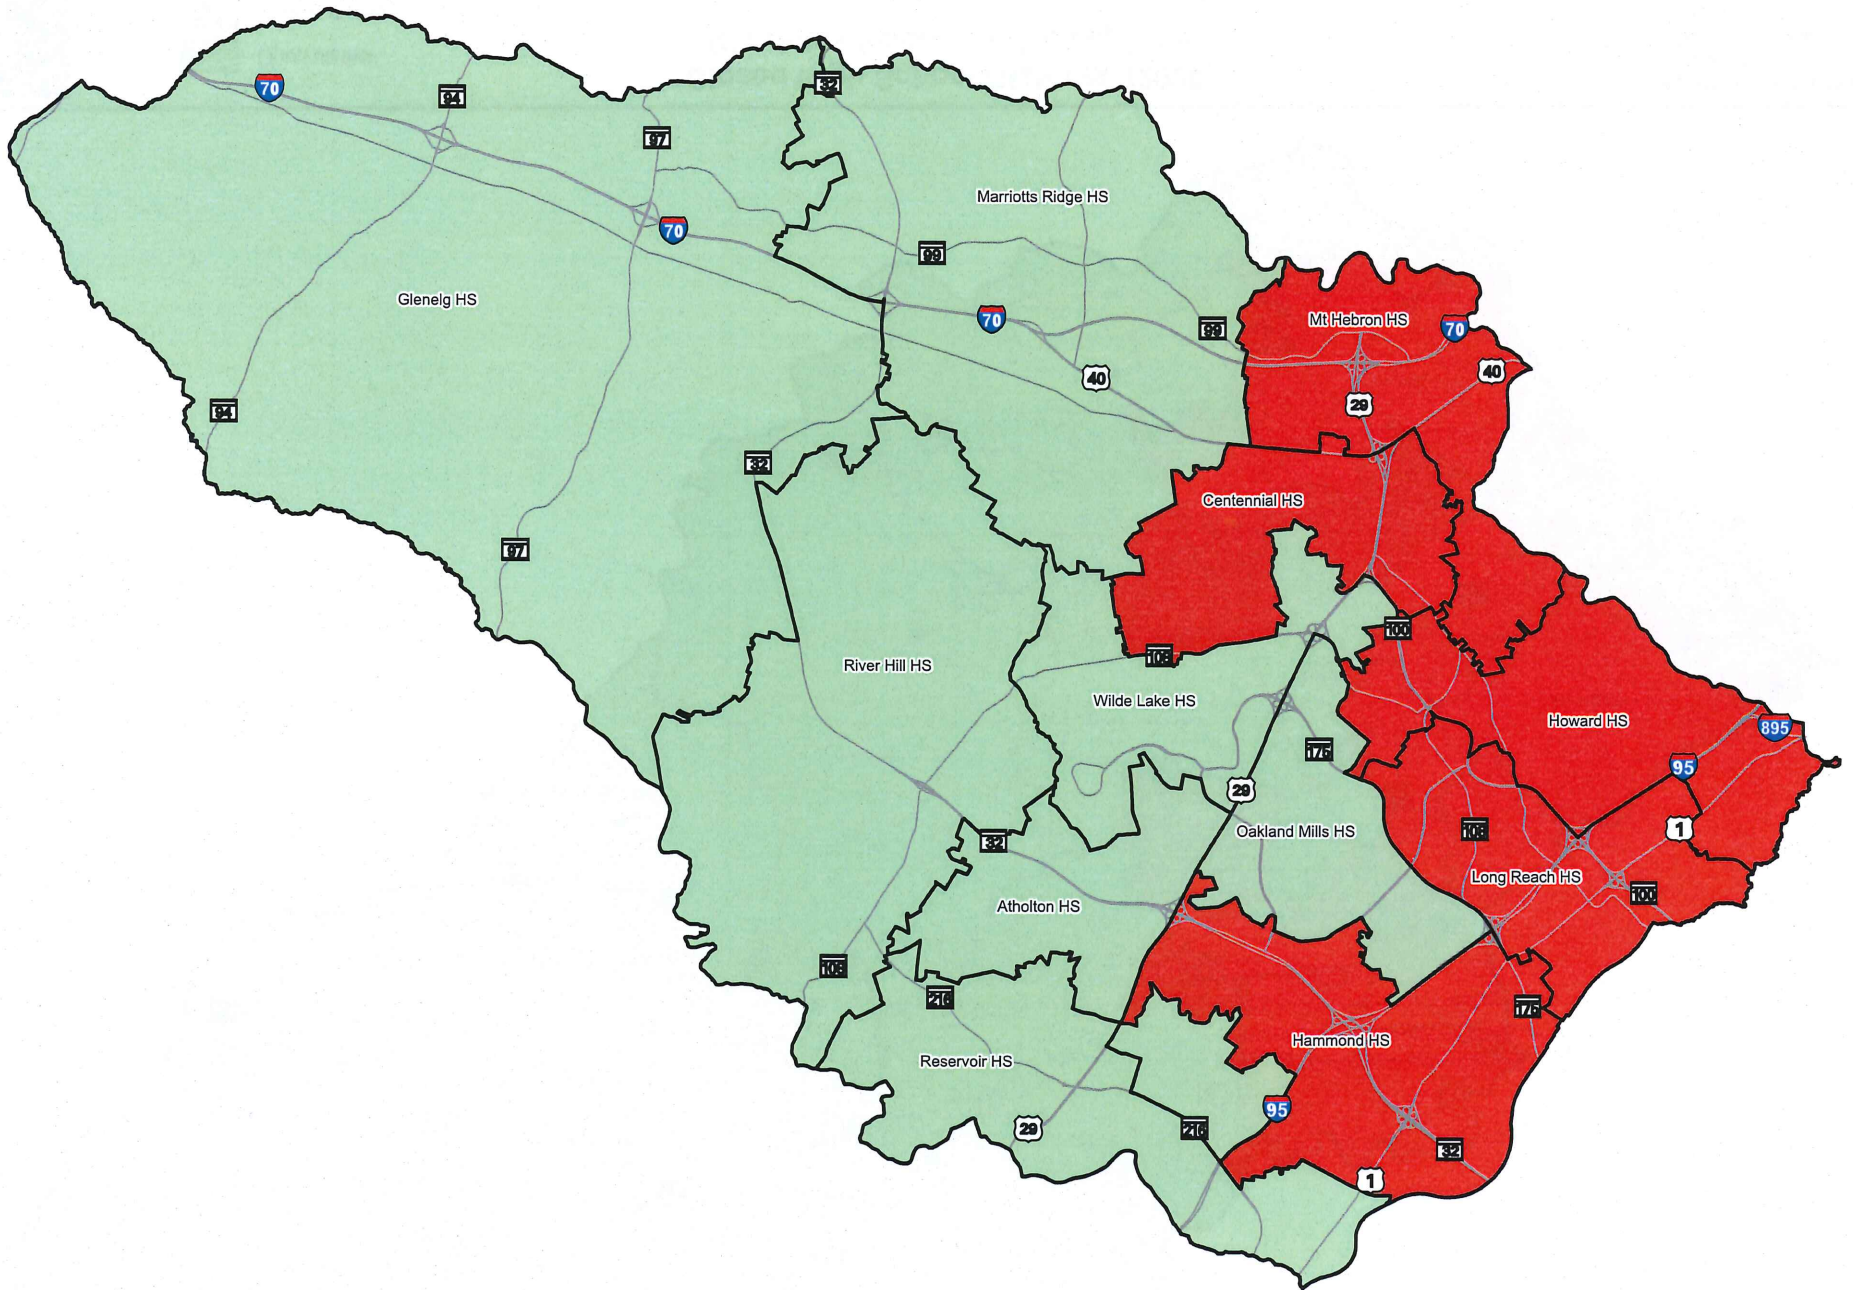 32
70
94
97
Marriotts Ridge HS
70
99
Glenelg HS
70
Mt Hebron HS
70
99
40
40
29
94
32
Centennial HS
97
100
108
River Hill HS
Wilde Lake HS
Howard HS
895
175
95
29
Oakland Mills HS
108
1
32
Long Reach HS
100
Atholton HS
108
216
175
Hammond HS
Reservoir HS
95
29
216
32
1